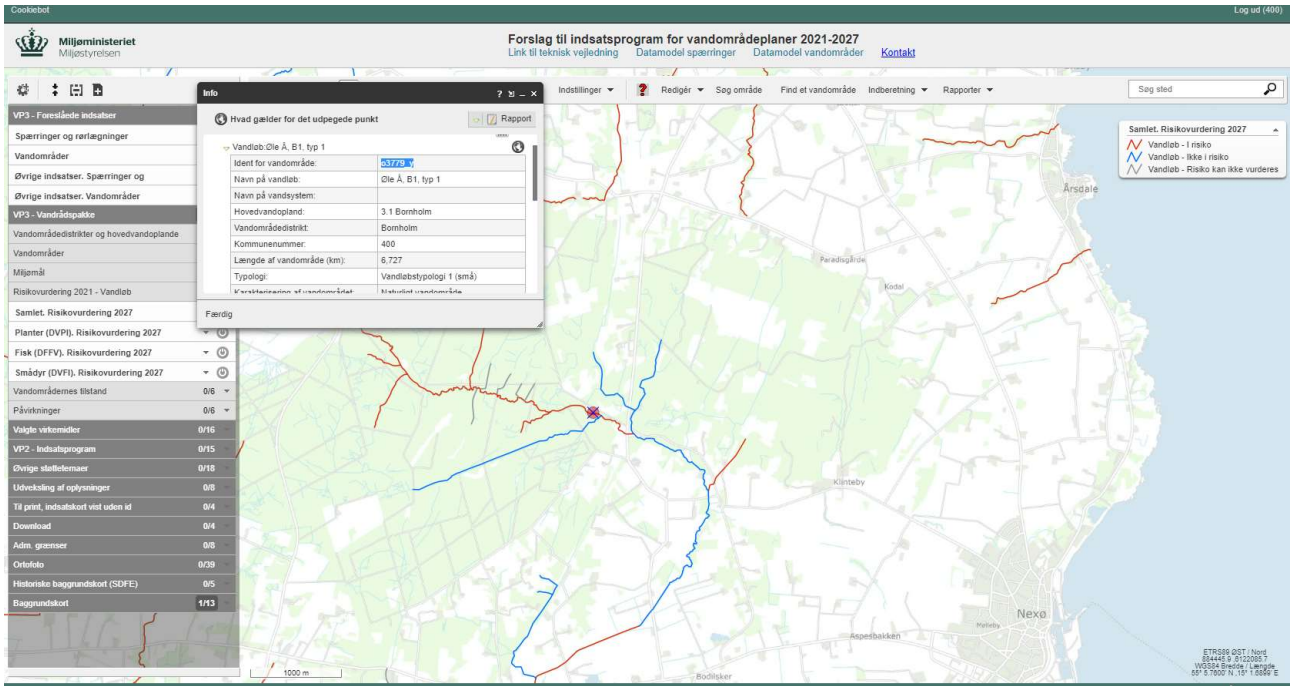 Cookiebot
Log ud (400)
Miljøministeriet
Miljøstyrelsen
Forslag til indsatsprogram for vandområdeplaner 2021-2027
Link til teknisk vejledning Datamodel spærringer Datamodel vandområder Kontakt
Indstillinger Redigér Søg område Find et vandområde Indberetning Rapporter
Søg sted
Info
Hvad gælder for det udpegede punkt
Rapport
Vandløb:Øle Å, B1, typ 1
Ident for vandområde: o3779_y
Navn på vandløb: Øle Å, B1, typ 1
Navn på vandsystem:
Hovedvandopland: 3.1 Bornholm
Vandområdedistrikt: Bornholm
Kommunenummer: 400
Længde af vandområde (km): 6,727
Typologi: Vandløbstypologi 1 (små)
Karakterisering af vandområdet: Naturligt vandområde
Færdig
VP3 - Foreslåede indsatser
Spærringer og rørlægninger
Vandområder
Øvrige indsatser. Spærringer og
Øvrige indsatser. Vandområder
VP3 - Vandrådspakke
Vandområdedistrikter og hovedvandoplande
Vandområder
Miljømål
Risikovurdering 2021 - Vandløb
Samlet. Risikovurdering 2027
Planter (DVPI). Risikovurdering 2027
Fisk (DFFV). Risikovurdering 2027
Smådyr (DVFI). Risikovurdering 2027
Vandområdernes tilstand 0/6
Påvirkninger 0/6
Valgte virkemidler 0/16
VP2 - Indsatsprogram 0/15
Øvrige støttetemaer 0/18
Udveksling af oplysninger 0/8
Til print, indsatskort vist uden id 0/4
Download 0/4
Adm. grænser 0/8
Ortofoto 0/39
Historiske baggrundskort (SDFE) 0/5
Baggrundskort 1/13
Samlet. Risikovurdering 2027
Vandløb - I risiko
Vandløb - Ikke i risiko
Vandløb - Risiko kan ikke vurderes
Årsdale
Paradisgårde
Kodal
Klinteby
Nexø
Aspesbakken
Bodilsker
1000 m
ETRS89 ØST / Nord
WGS84 Bredde / Længde